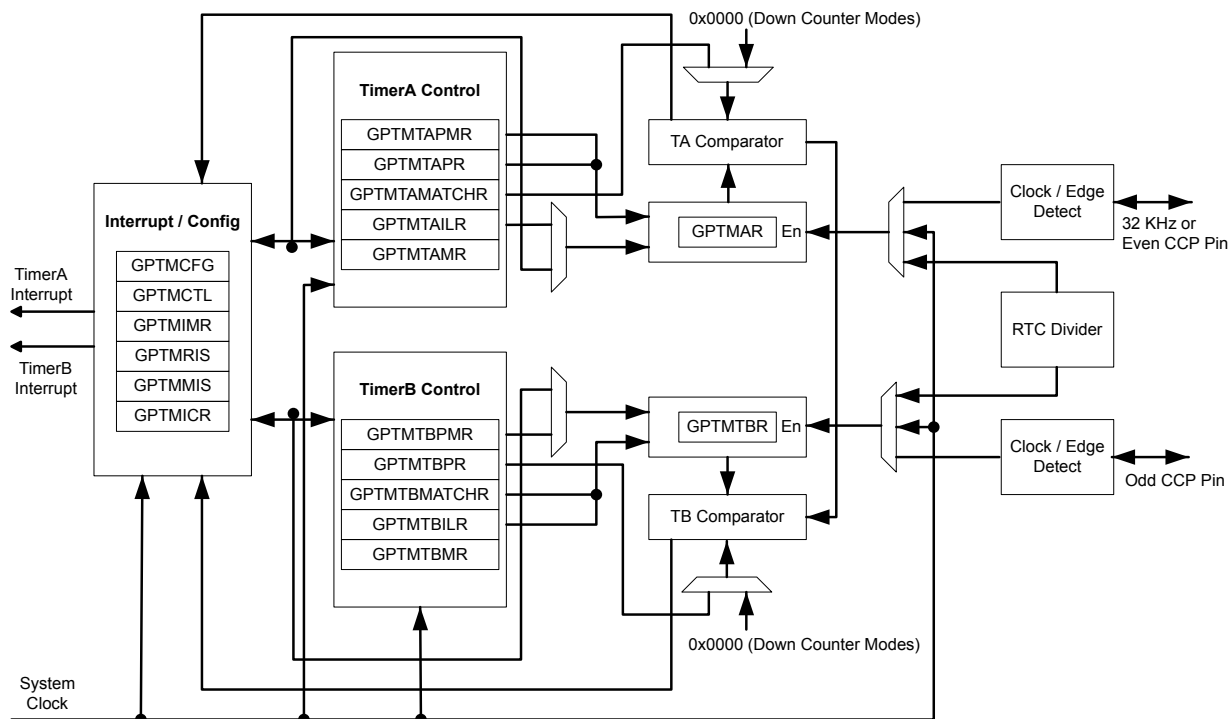 0x0000 (Down Counter Modes)
TimerA Control
GPTMTAPMR
GPTMTAPR
GPTMTAMATCHR
GPTMTAILR
GPTMTAMR
TA Comparator
GPTMAR
En
Clock / Edge
Detect
32 KHz or
Even CCP Pin
Interrupt / Config
GPTMCFG
GPTMCTL
GPTMIMR
GPTMRIS
GPTMMIS
GPTMICR
TimerA
Interrupt
TimerB
Interrupt
RTC Divider
TimerB Control
GPTMTBPMR
GPTMTBPR
GPTMTBMATCHR
GPTMTBILR
GPTMTBMR
GPTMTBR
En
TB Comparator
Clock / Edge
Detect
Odd CCP Pin
0x0000 (Down Counter Modes)
System
Clock